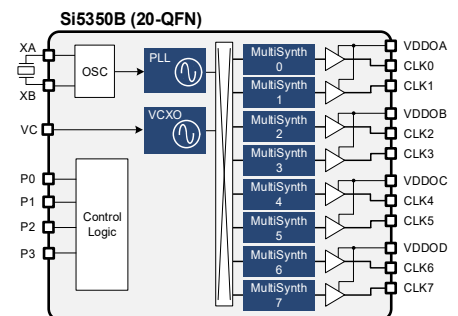 Si5350B (20-QFN)
XA
XB
VC
P0
P1
P2
P3
OSC
PLL
VCXO
Control
Logic
MultiSynth
0
MultiSynth
1
MultiSynth
2
MultiSynth
3
MultiSynth
4
MultiSynth
5
MultiSynth
6
MultiSynth
7
VDDOA
CLK0
CLK1
VDDOB
CLK2
CLK3
VDDOC
CLK4
CLK5
VDDOD
CLK6
CLK7